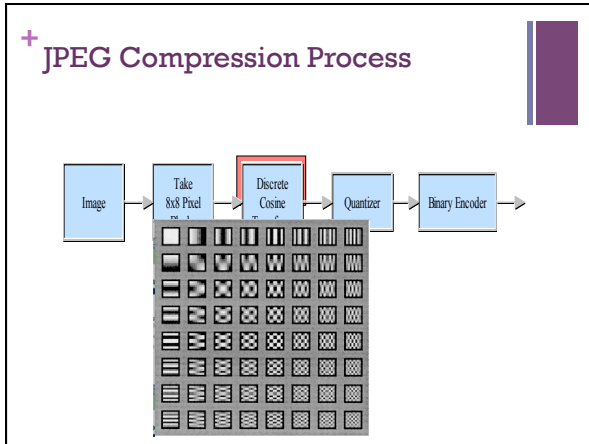 +
JPEG Compression Process
Image
Take
8x8 Pixel
Discrete
Cosine
Quantizer
Binary Encoder